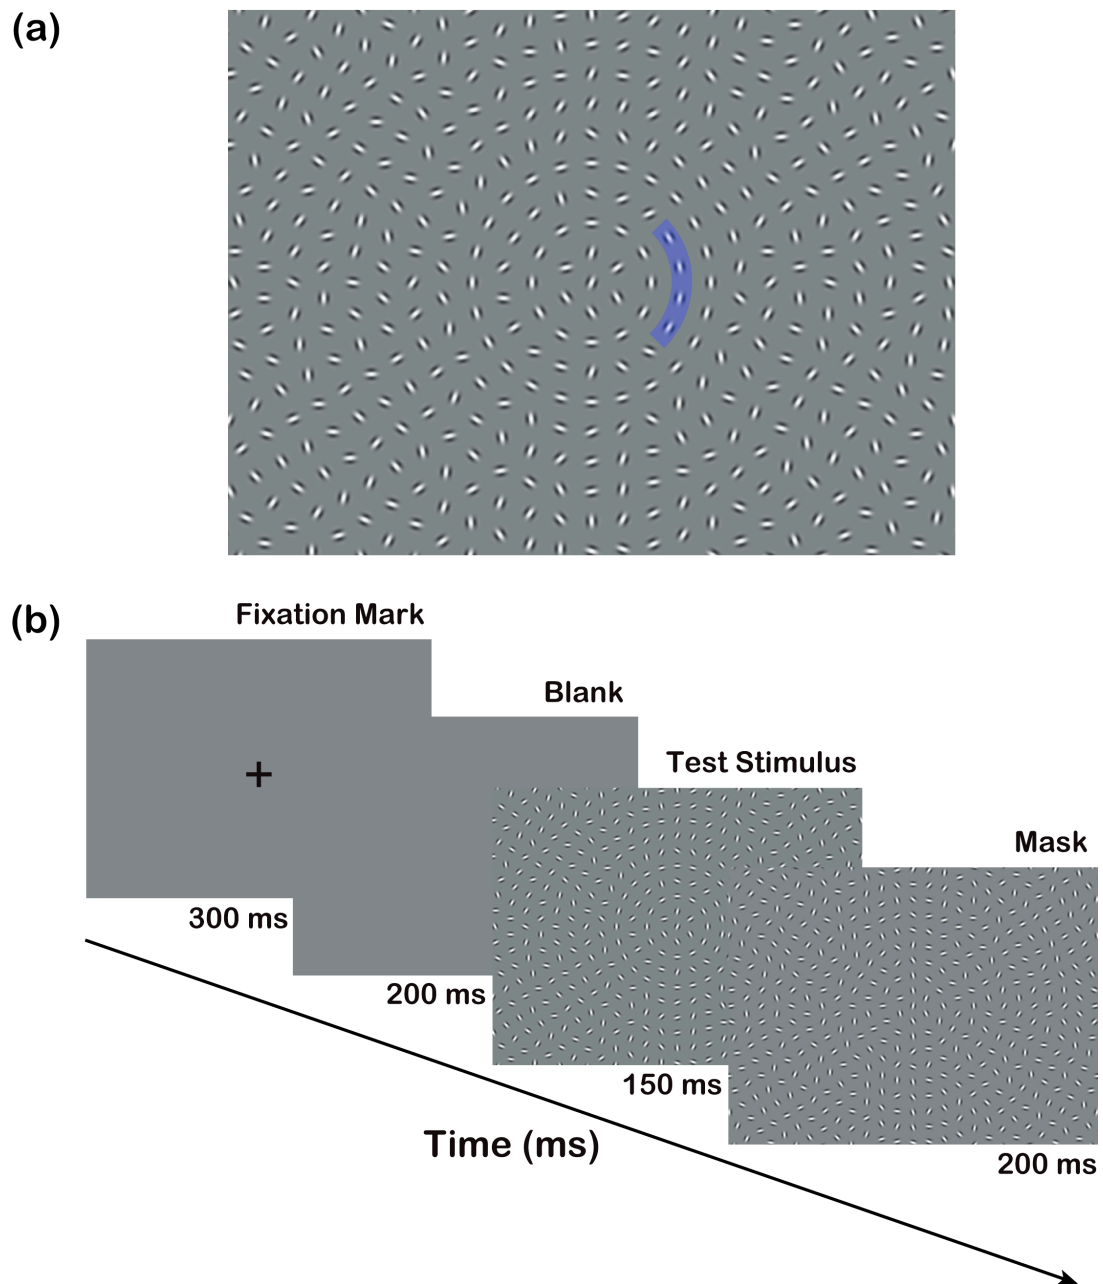 (a)
(b)
Fixation Mark
Blank
Test Stimulus
Mask
300 ms
200 ms
150 ms
200 ms
Time (ms)